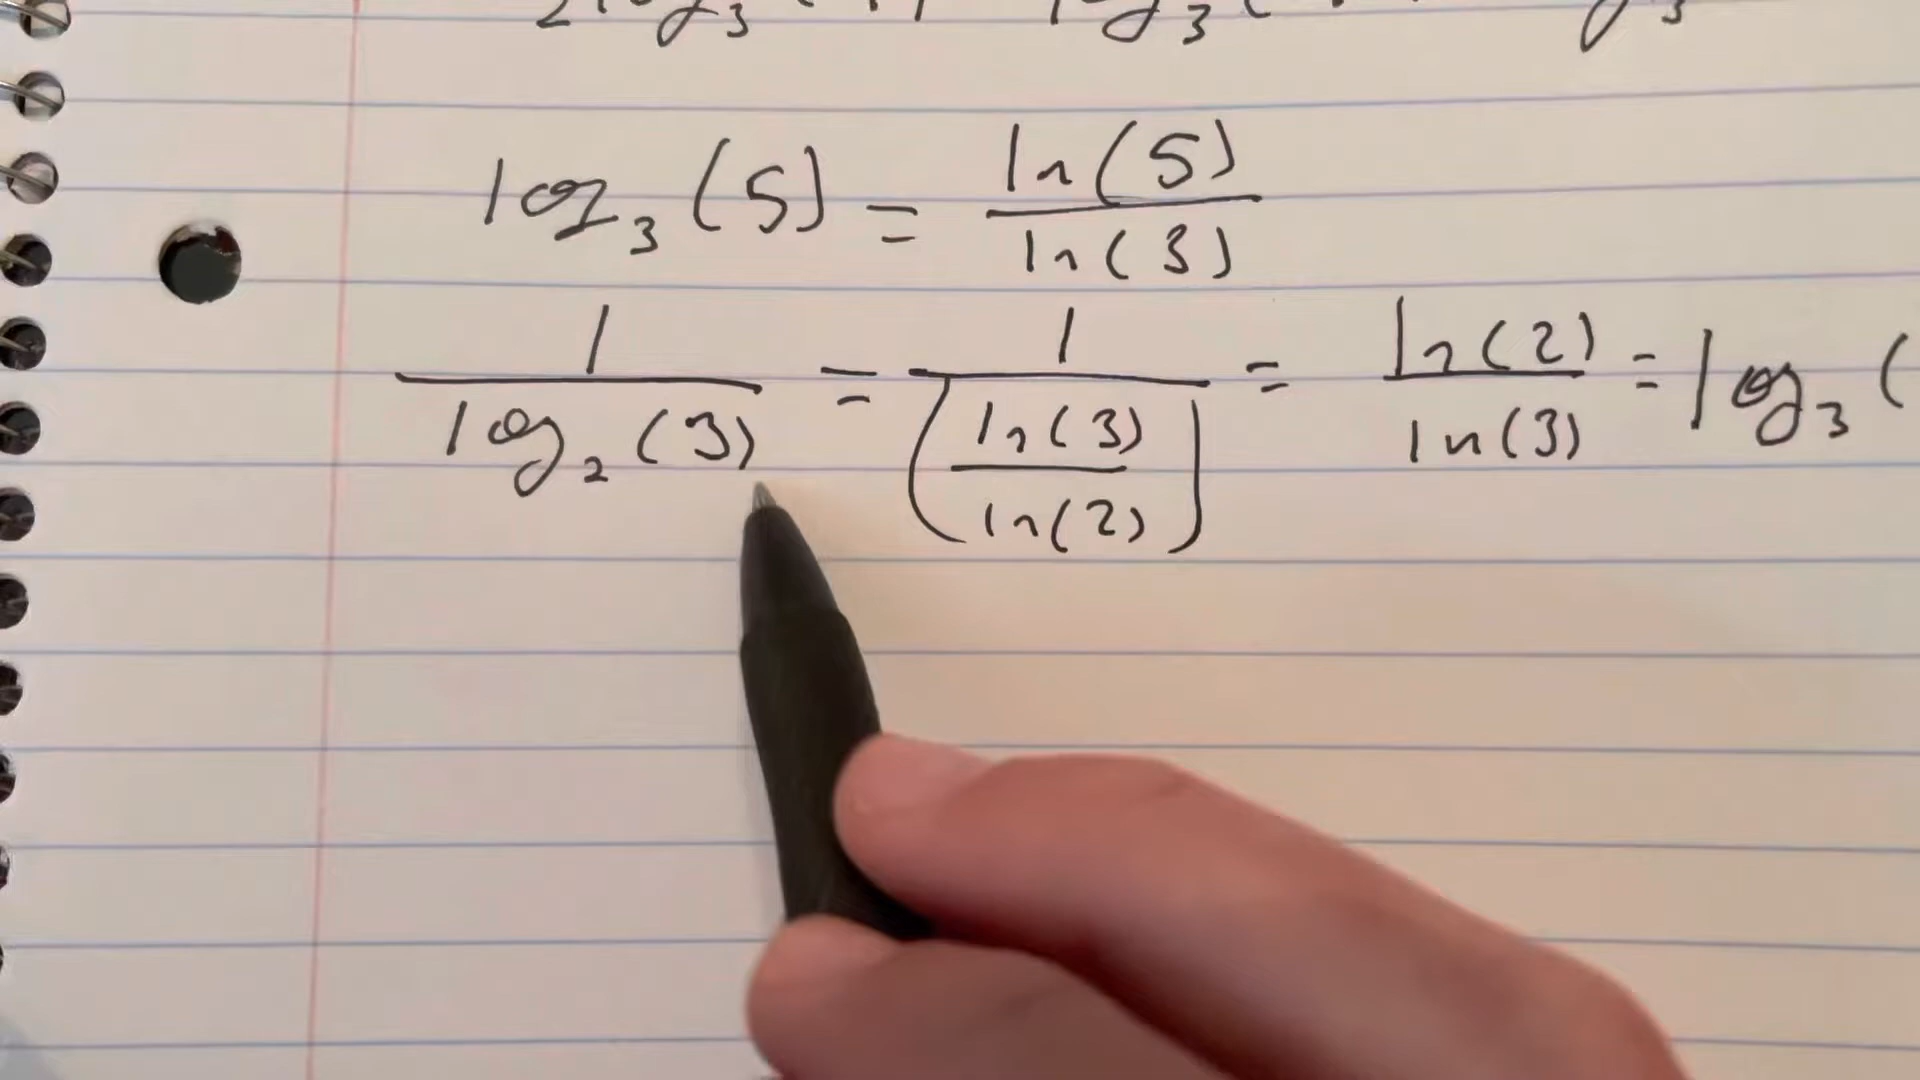 log₃(5) = ln(5)/ln(3)
1/log₂(3) = 1/(ln(3)/ln(2)) = ln(2)/ln(3) = log₃(